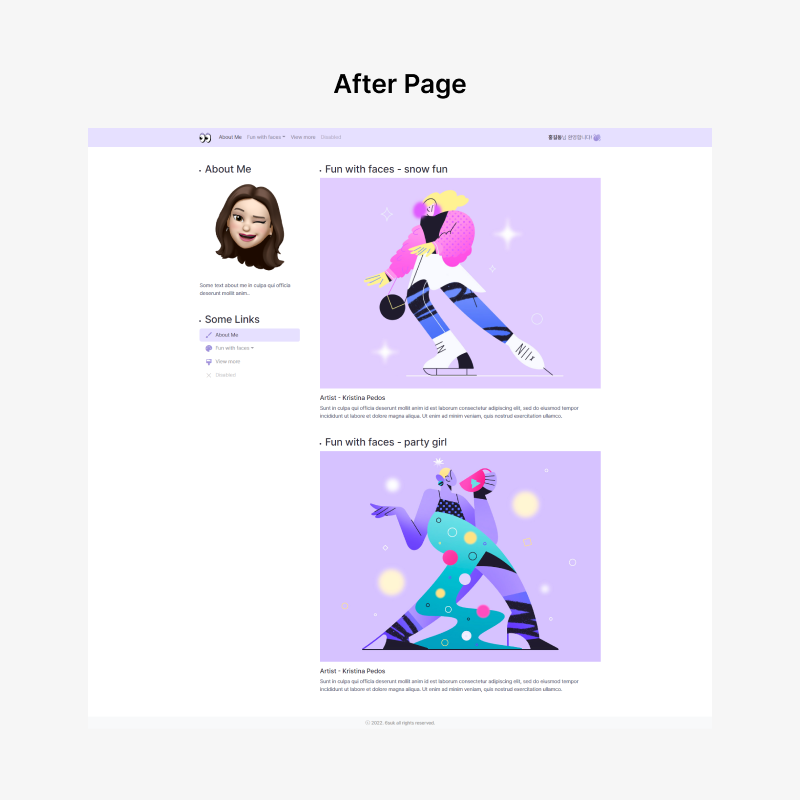 After Page
About Me Fun with faces View more Disabled 홍길동님 환영합니다!
About Me
Some text about me in culpa qui officia
deserunt mollit anim..
Some Links
About Me
Fun with faces
View more
Disabled
Fun with faces - snow fun
Artist - Kristina Pedos
Sunt in culpa qui officia deserunt mollit anim id est laborum consectetur adipiscing elit, sed do eiusmod tempor
incididunt ut labore et dolore magna aliqua. Ut enim ad minim veniam, quis nostrud exercitation ullamco.
Fun with faces - party girl
Artist - Kristina Pedos
Sunt in culpa qui officia deserunt mollit anim id est laborum consectetur adipiscing elit, sed do eiusmod tempor
incididunt ut labore et dolore magna aliqua. Ut enim ad minim veniam, quis nostrud exercitation ullamco.
ⓒ 2022. all rights reserved.